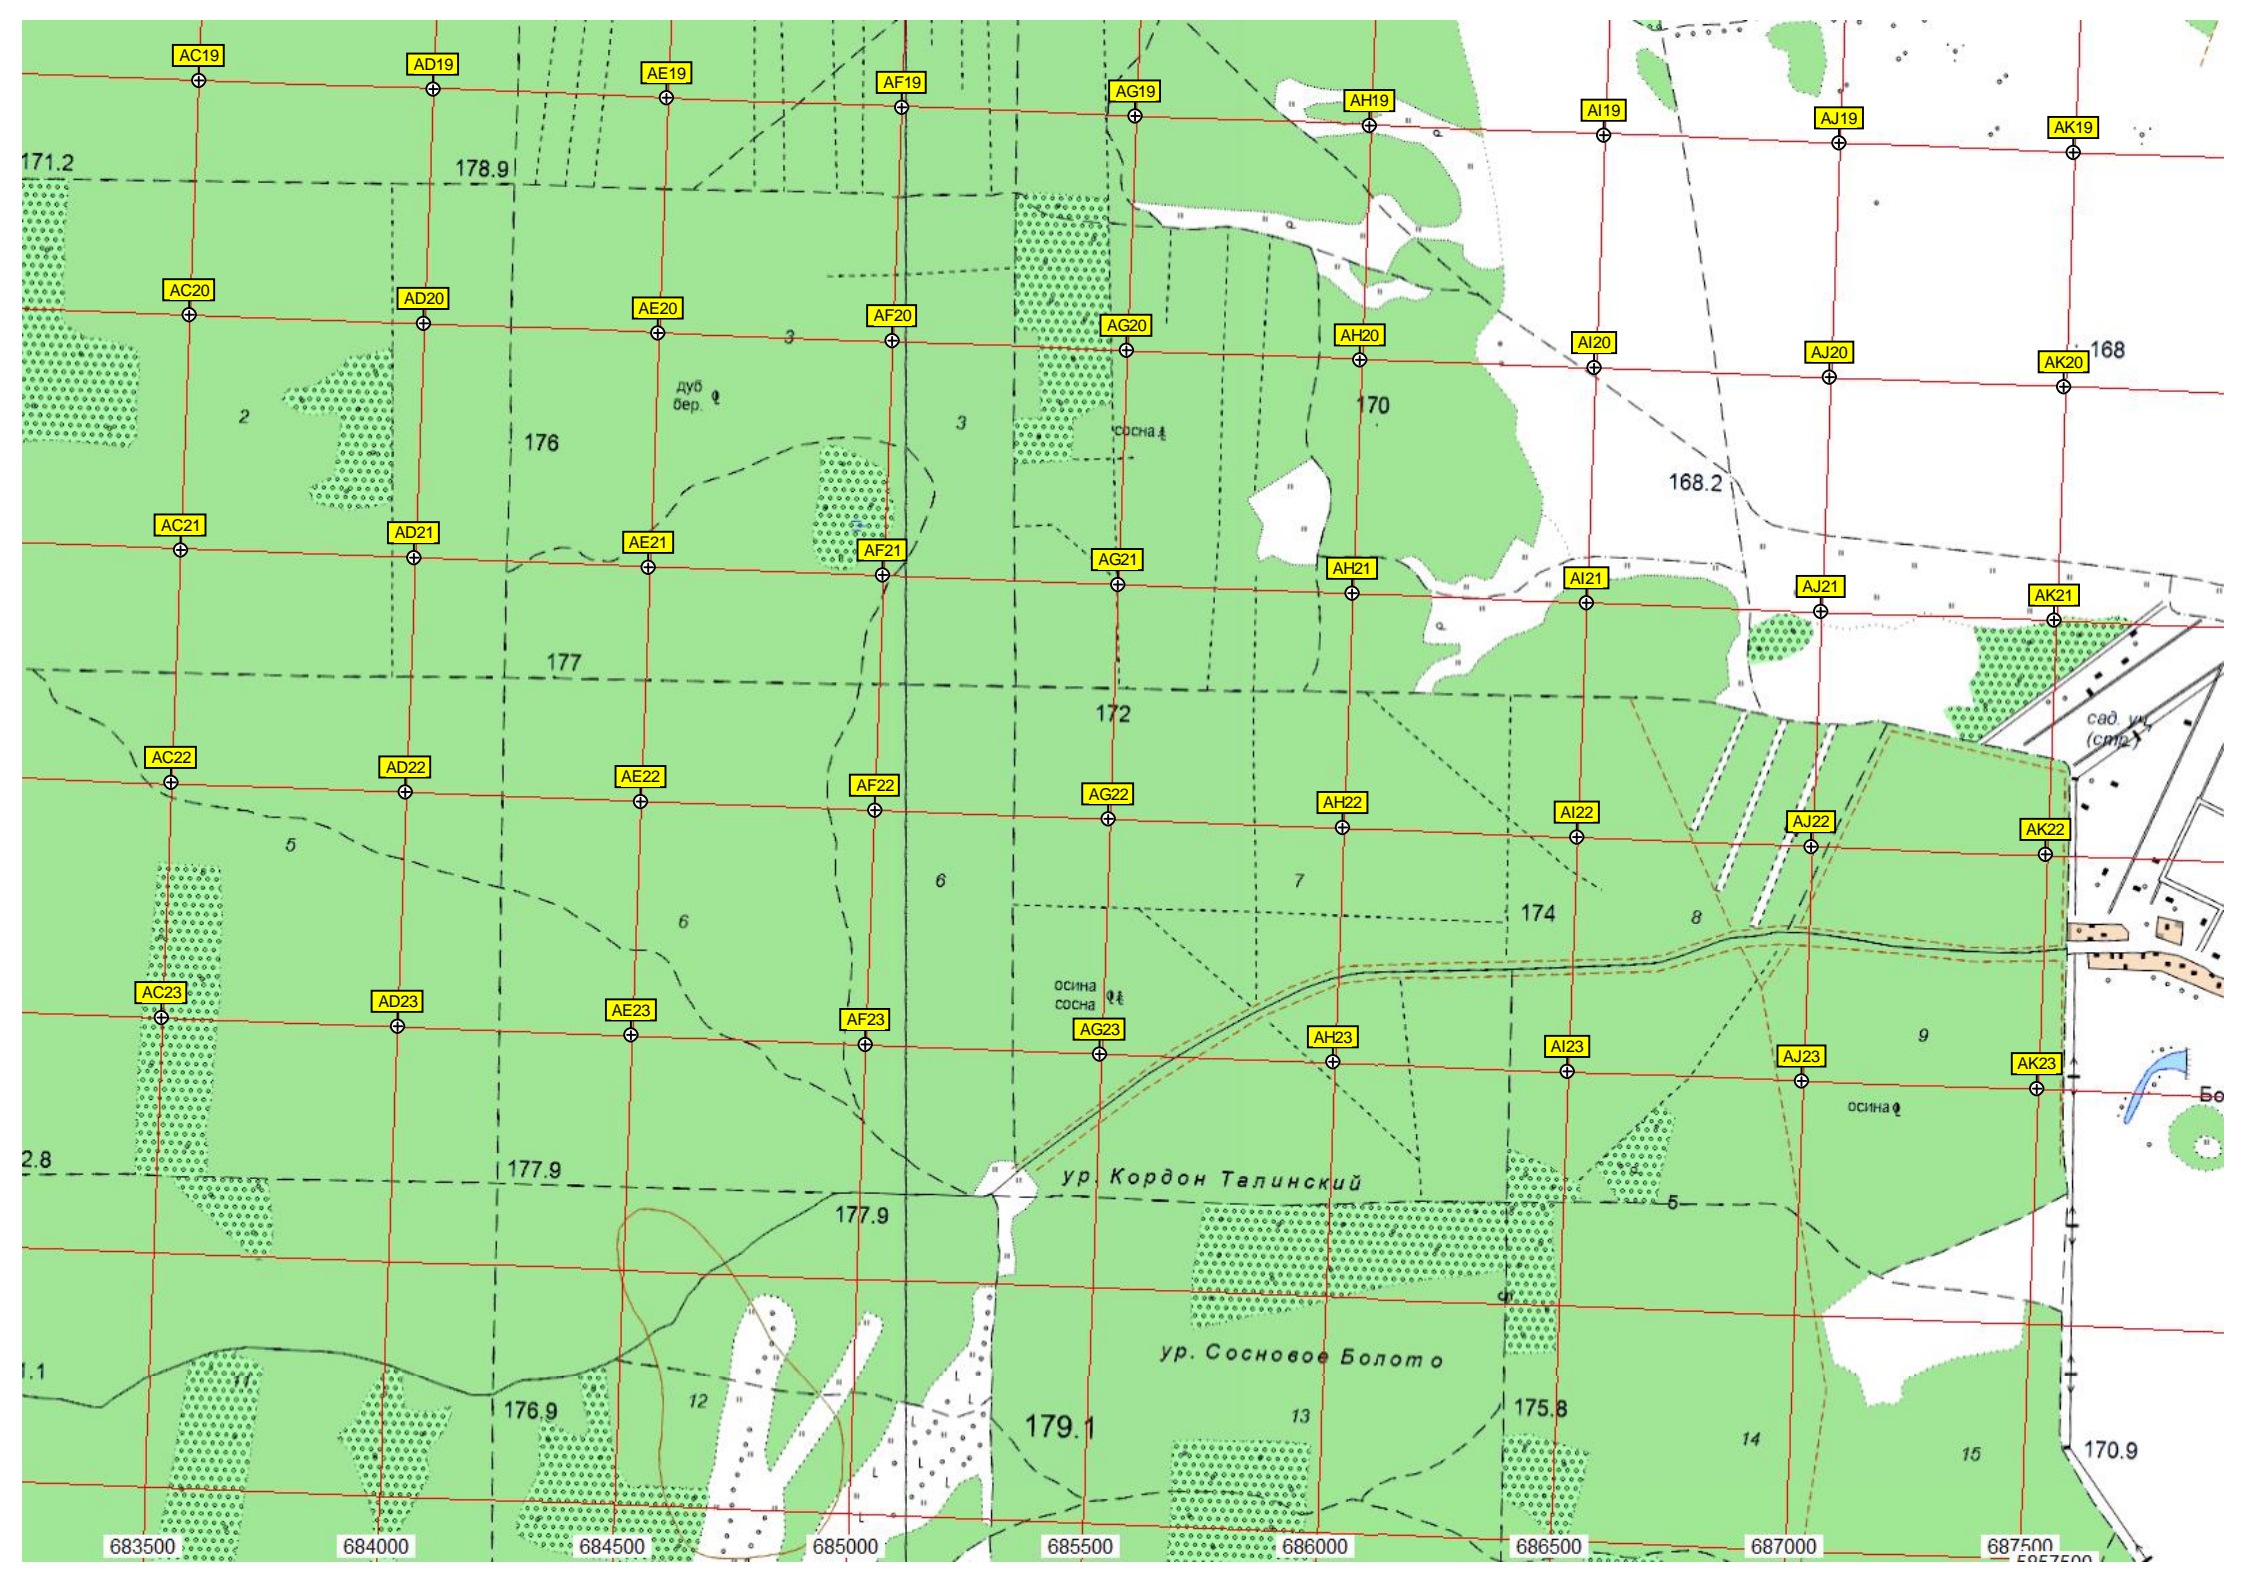 AC19 AD19 AE19 AF19 AG19 AH19 AI19 AJ19 AK19
171.2 178.9
AC20 AD20 AE20 AF20 AG20 AH20 AI20 AJ20 AK20
3 168
дуб
бер.
2 176 3 сосна 170
168.2
AC21 AD21 AE21 AF21 AG21 AH21 AI21 AJ21 AK21
177
172
сад. уч.
(стр.)
AC22 AD22 AE22 AF22 AG22 AH22 AI22 AJ22 AK22
5 6 6 7 174 8
осина
сосна
AC23 AD23 AE23 AF23 AG23 AH23 AI23 AJ23 AK23
9
осина
Бо
2.8 177.9 ур. Кордон Талинский
177.9 5
ур. Сосновое Болото
.1 11 12
176.9 179.1 13 175.8 14 15 170.9
683500 684000 684500 685000 685500 686000 686500 687000 687500